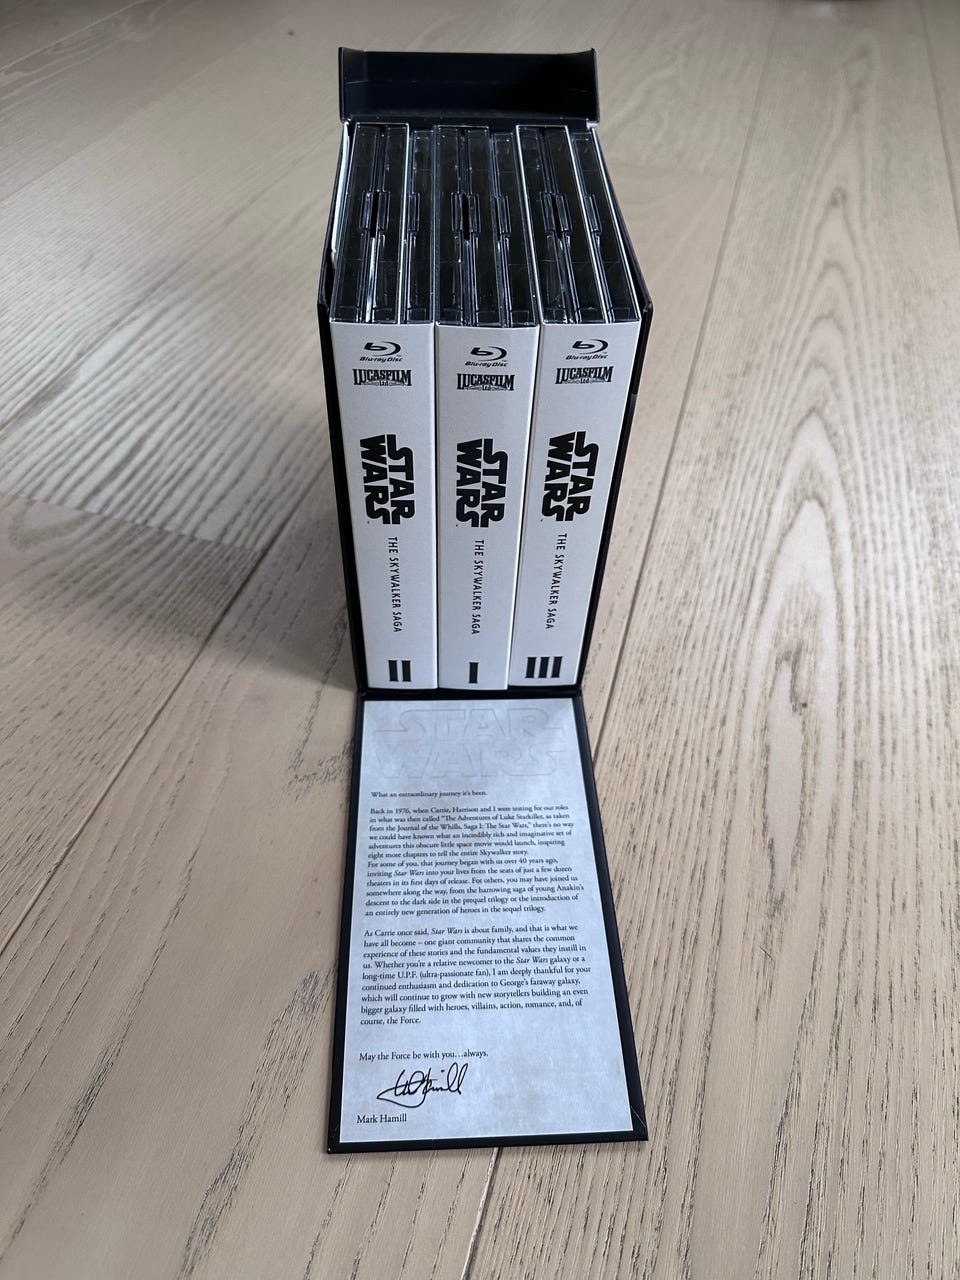 Blu-ray Disc
LUCASFILM
Ltd
STAR
WARS
THE SKYWALKER SAGA
II
Blu-ray Disc
LUCASFILM
Ltd
STAR
WARS
THE SKYWALKER SAGA
I
Blu-ray Disc
LUCASFILM
Ltd
STAR
WARS
THE SKYWALKER SAGA
III
STAR
WARS
What an extraordinary journey it's been.
Back in 1976, when Carrie, Harrison and I were testing for our roles
in what was then called "The Adventures of Luke Starkiller, as taken
from the Journal of the Whills, Saga I: The Star Wars," there's no way
we could have known what an incredibly rich and imaginative set of
adventures this obscure little space movie would launch, inspiring
eight more chapters to tell the entire Skywalker story.
For some of you, that journey began with us over 40 years ago,
inviting Star Wars into your lives from the seats of just a few dozen
theaters in its first days of release. For others, you may have joined us
somewhere along the way, from the harrowing saga of young Anakin's
descent to the dark side in the prequel trilogy or the introduction of
an entirely new generation of heroes in the sequel trilogy.
As Carrie once said, Star Wars is about family, and that is what we
have all become – one giant community that shares the common
experience of these stories and the fundamental values they instill in
us. Whether you're a relative newcomer to the Star Wars galaxy or a
long-time U.P.F. (ultra-passionate fan), I am deeply thankful for your
continued enthusiasm and dedication to George's faraway galaxy,
which will continue to grow with new storytellers building an even
bigger galaxy filled with heroes, villains, action, romance, and, of
course, the Force.
May the Force be with you…always,
Mark Hamill